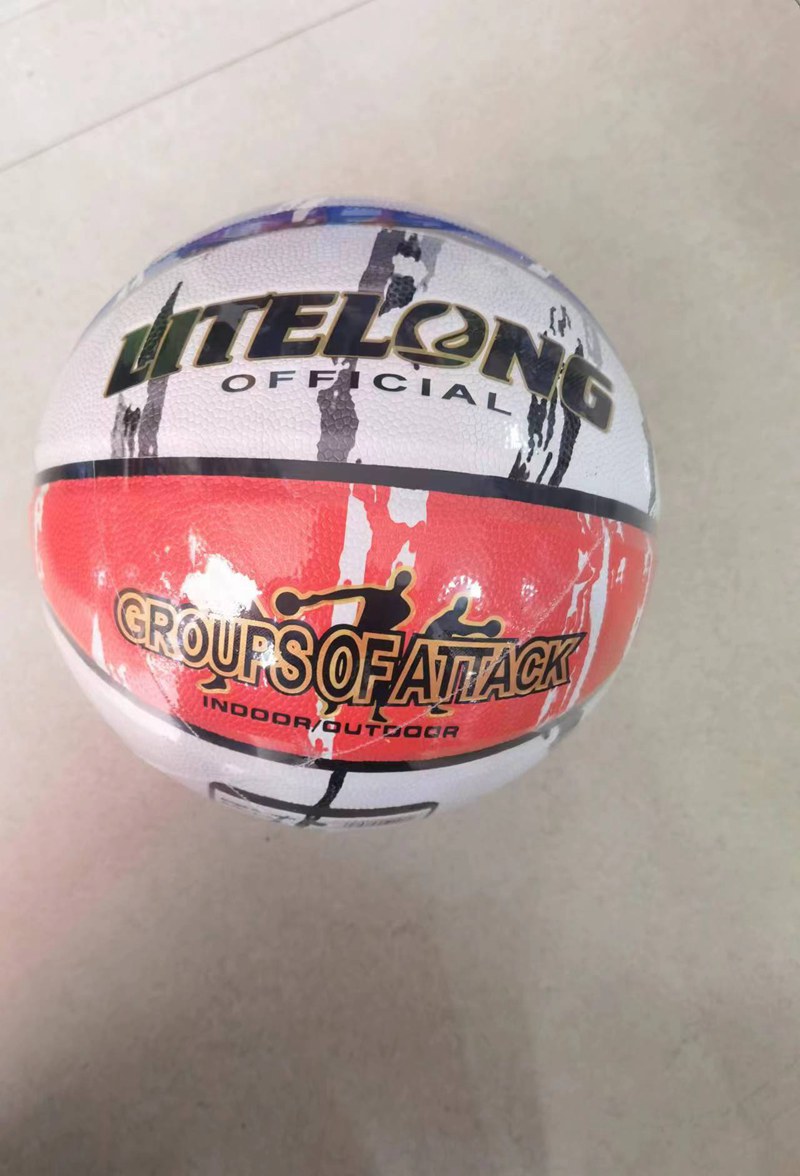 LITELONG
OFFICIAL
GROUPS OF ATTACK
INDOOR/OUTDOOR